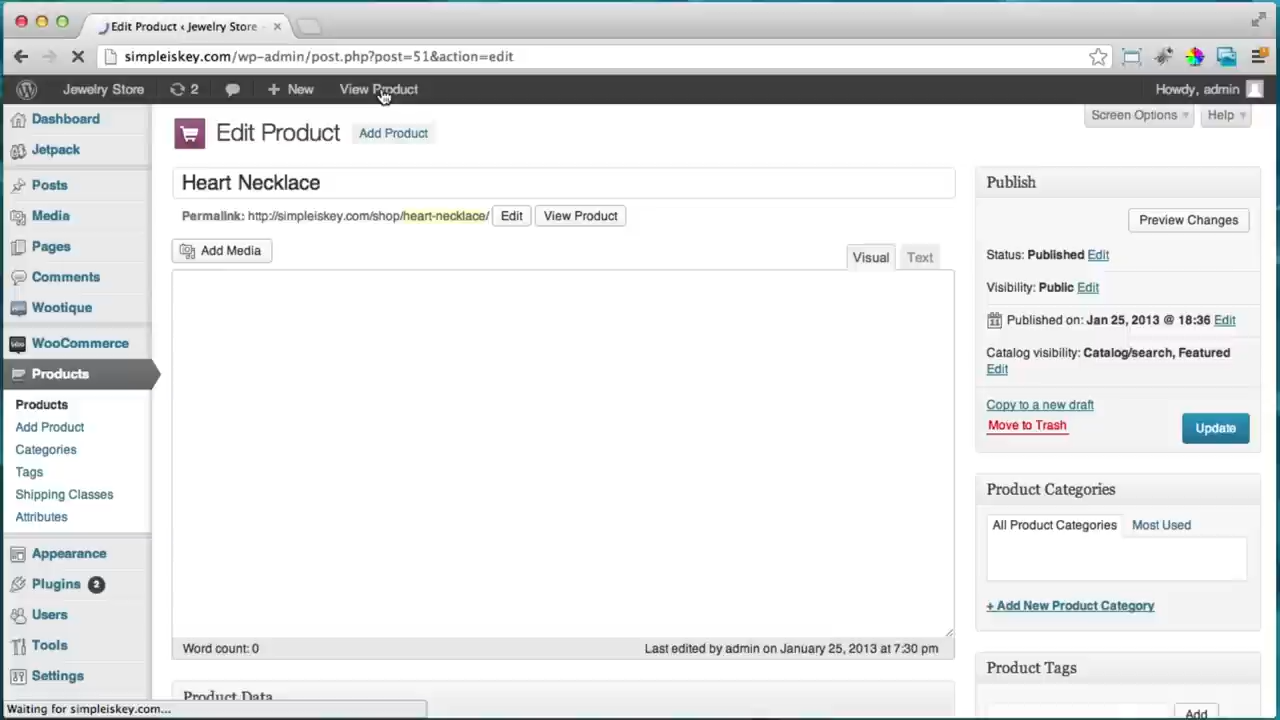 Edit Product ‹ Jewelry Store
simpleiskey.com/wp-admin/post.php?post=51&action=edit
Jewelry Store 2 New View Product Howdy, admin
Screen Options Help
Dashboard
Jetpack
Posts
Media
Pages
Comments
Wootique
WooCommerce
Products
Products
Add Product
Categories
Tags
Shipping Classes
Attributes
Appearance
Plugins 2
Users
Tools
Settings
Edit Product Add Product
Heart Necklace
Permalink: http://simpleiskey.com/shop/heart-necklace/ Edit View Product
Add Media
Visual Text
Word count: 0 Last edited by admin on January 25, 2013 at 7:30 pm
Product Data
Publish
Preview Changes
Status: Published Edit
Visibility: Public Edit
Published on: Jan 25, 2013 @ 18:36 Edit
Catalog visibility: Catalog/search, Featured
Edit
Copy to a new draft
Move to Trash
Update
Product Categories
All Product Categories Most Used
+ Add New Product Category
Product Tags
Add
Waiting for simpleiskey.com...